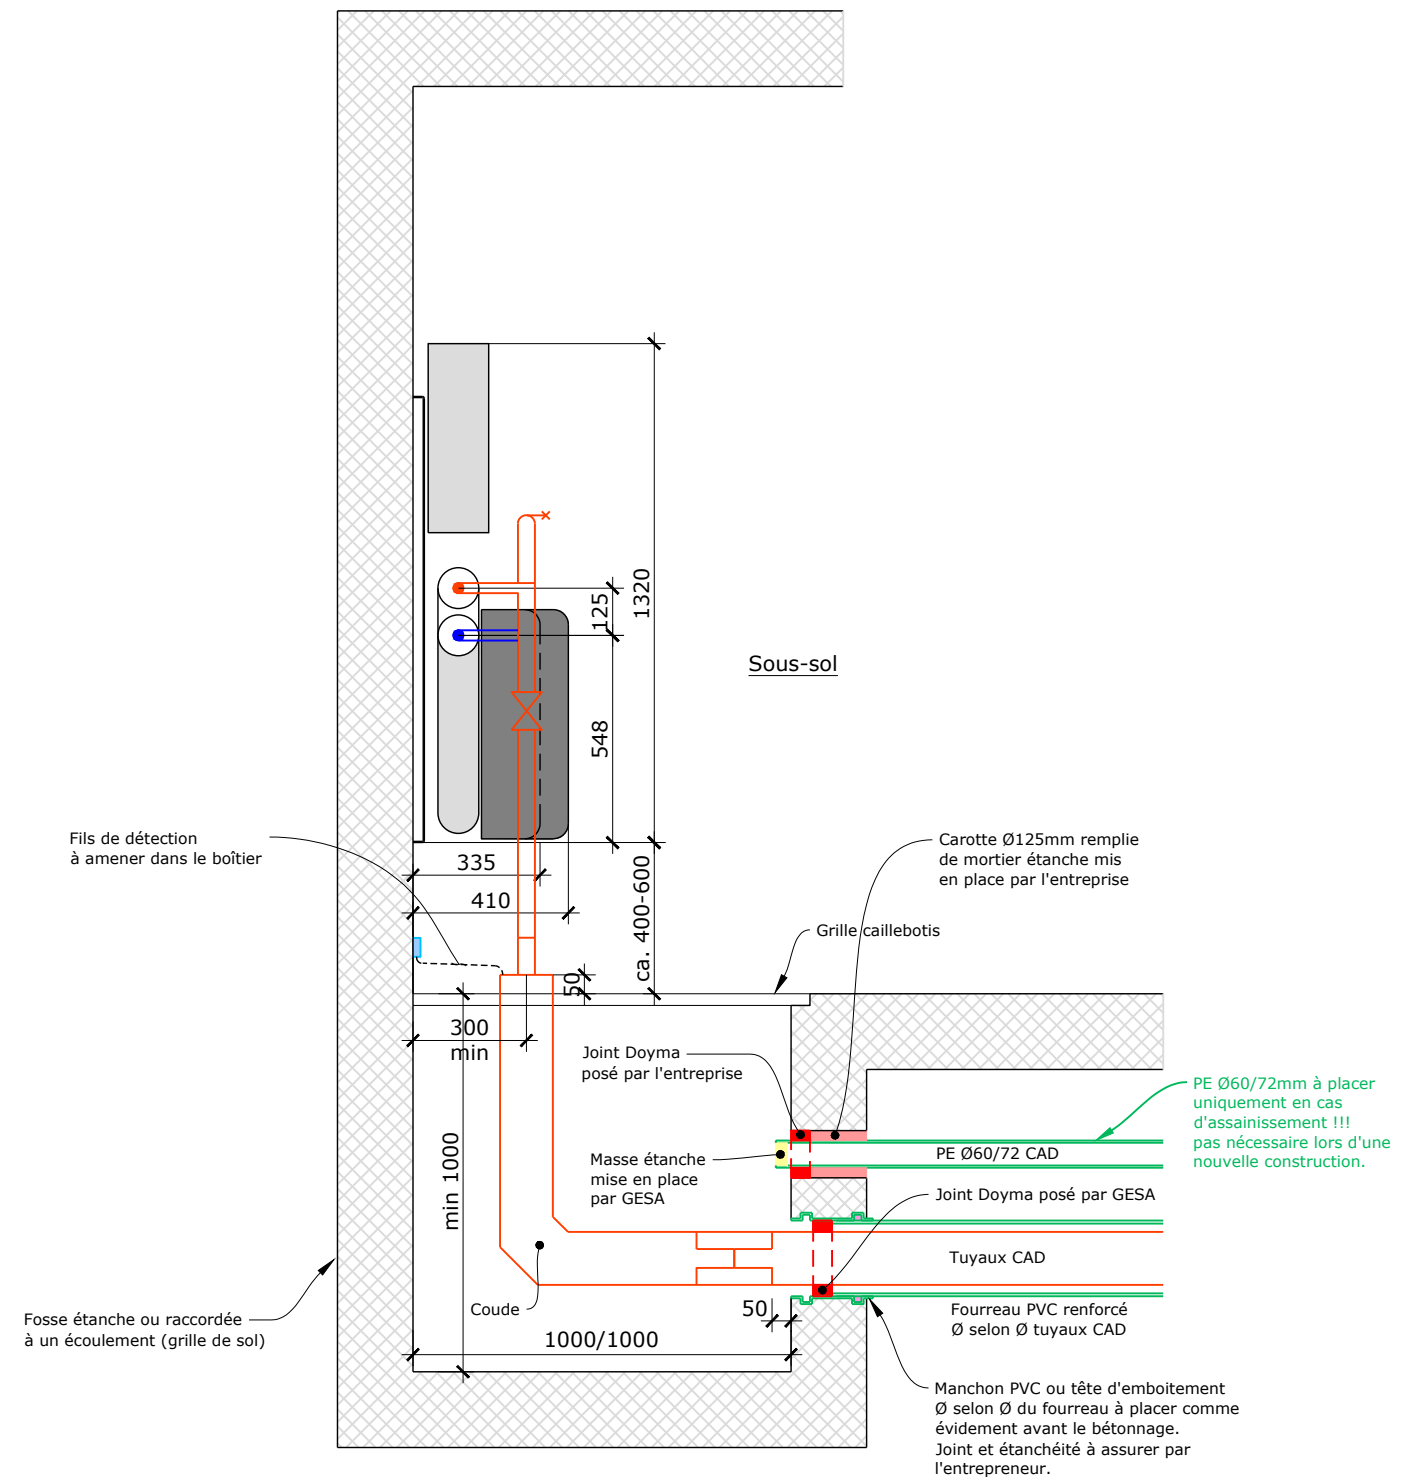 1320
125
Sous-sol
548
Fils de détection
à amener dans le boîtier
Carotte Ø125mm remplie
de mortier étanche mis
en place par l'entreprise
335
410
ca. 400-600
Grille caillebotis
50
300
min
Joint Doyma
posé par l'entreprise
PE Ø60/72mm à placer
uniquement en cas
d'assainissement !!!
pas nécessaire lors d'une
nouvelle construction.
PE Ø60/72 CAD
Masse étanche
mise en place
par GESA
min 1000
Joint Doyma posé par GESA
Tuyaux CAD
Coude
50
Fourreau PVC renforcé
Ø selon Ø tuyaux CAD
Fosse étanche ou raccordée
à un écoulement (grille de sol)
1000/1000
Manchon PVC ou tête d'emboitement
Ø selon Ø du fourreau à placer comme
évidement avant le bétonnage.
Joint et étanchéité à assurer par
l'entrepreneur.